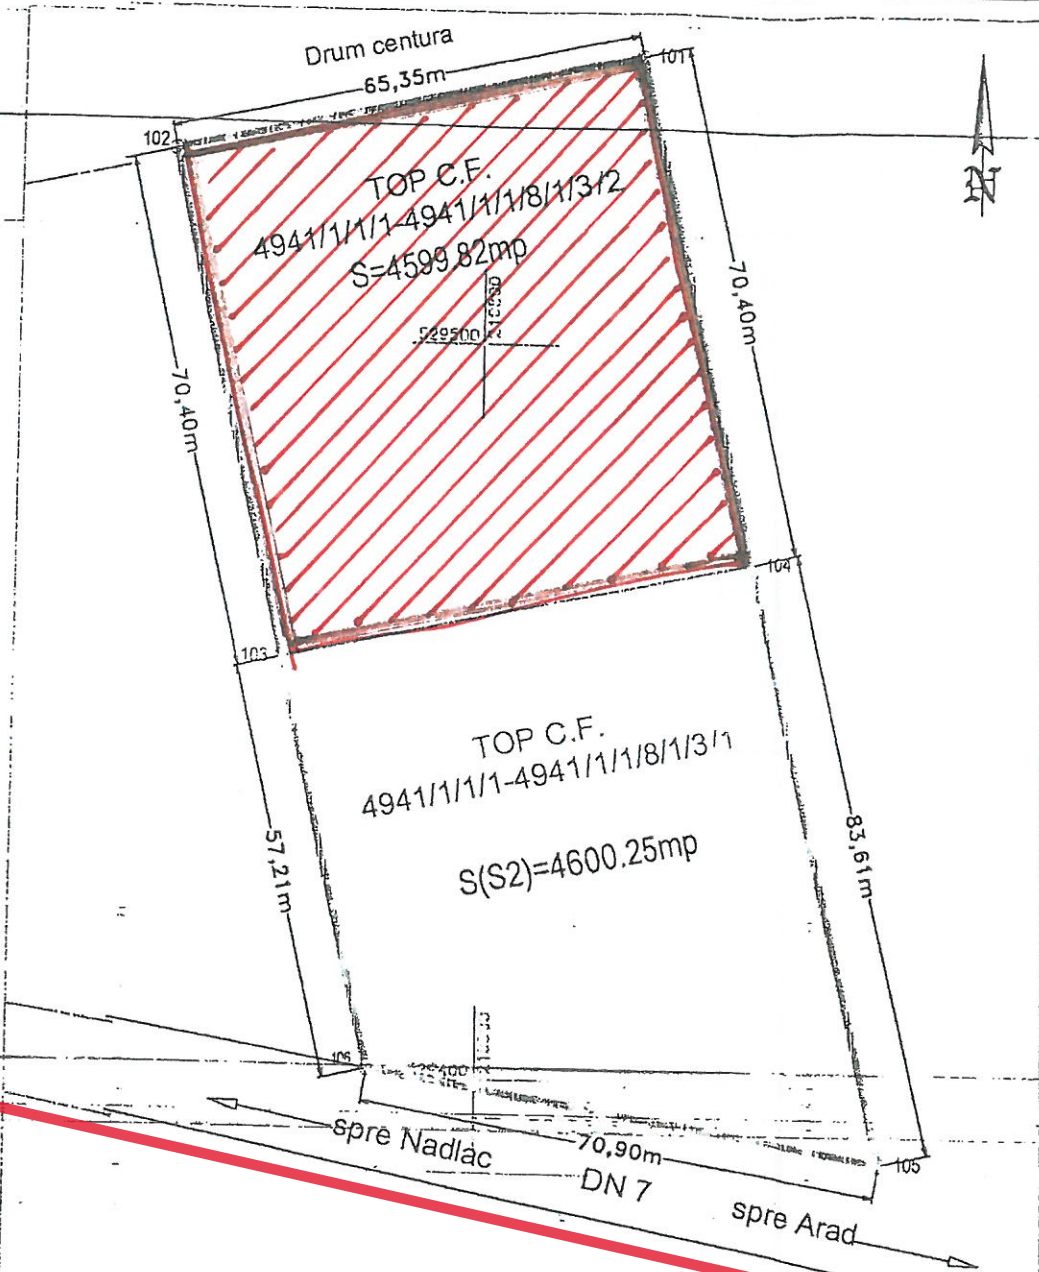 Drum centura
65,35m
101
102
N
TOP C.F.
4941/1/1/1-4941/1/1/8/1/3/2
S=4599.82mp
529500
70,40m
70,40m
104
103
TOP C.F.
4941/1/1/1-4941/1/1/8/1/3/1
S(S2)=4600.25mp
57,21m
83,61m
106
spre Nadlac
70,90m
105
DN 7
spre Arad